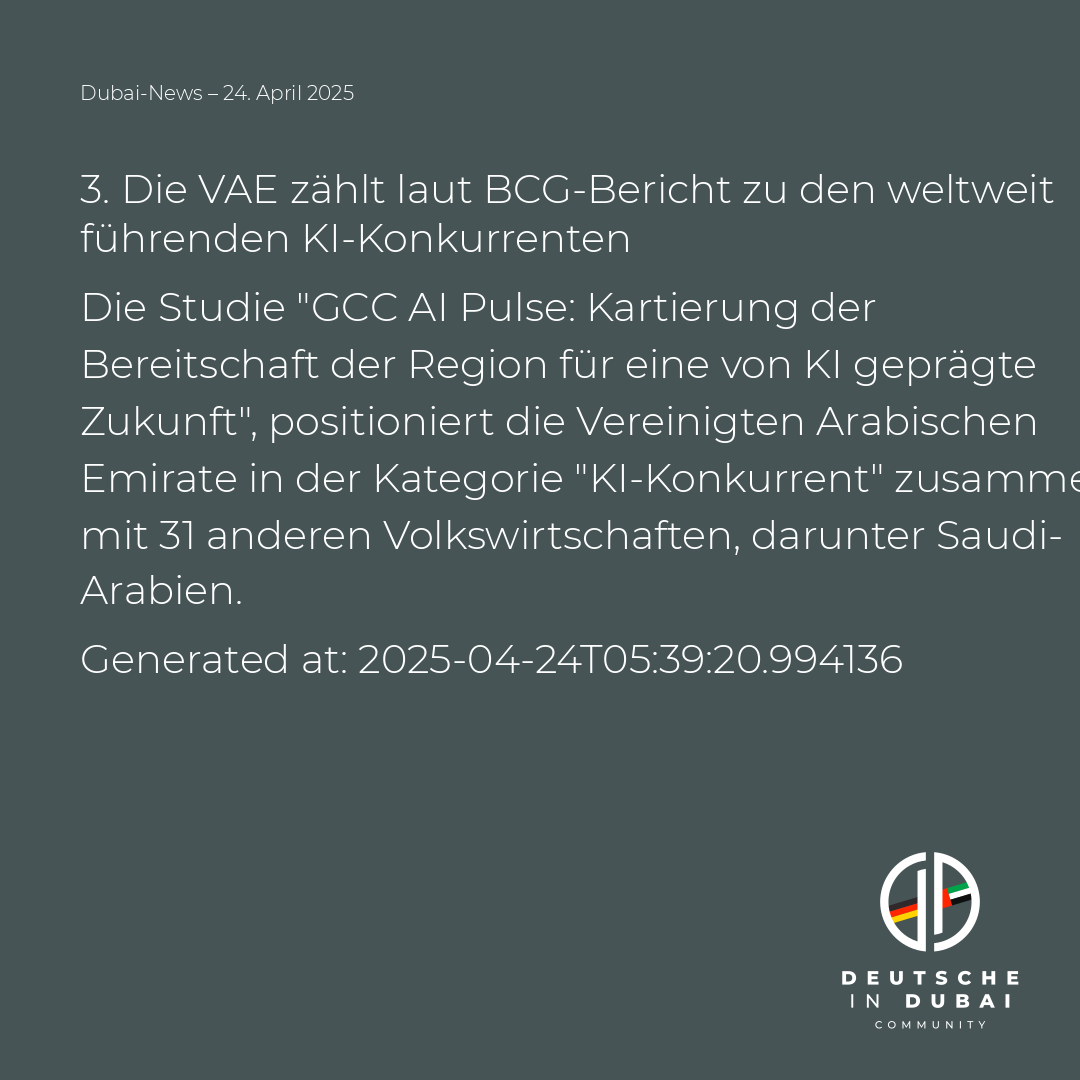 Dubai-News – 24. April 2025
3. Die VAE zählt laut BCG-Bericht zu den weltweit
führenden KI-Konkurrenten
Die Studie "GCC AI Pulse: Kartierung der
Bereitschaft der Region für eine von KI geprägte
Zukunft", positioniert die Vereinigten Arabischen
Emirate in der Kategorie "KI-Konkurrent" zusamme
mit 31 anderen Volkswirtschaften, darunter Saudi-
Arabien.
Generated at: 2025-04-24T05:39:20.994136
DEUTSCHE
IN DUBAI
COMMUNITY